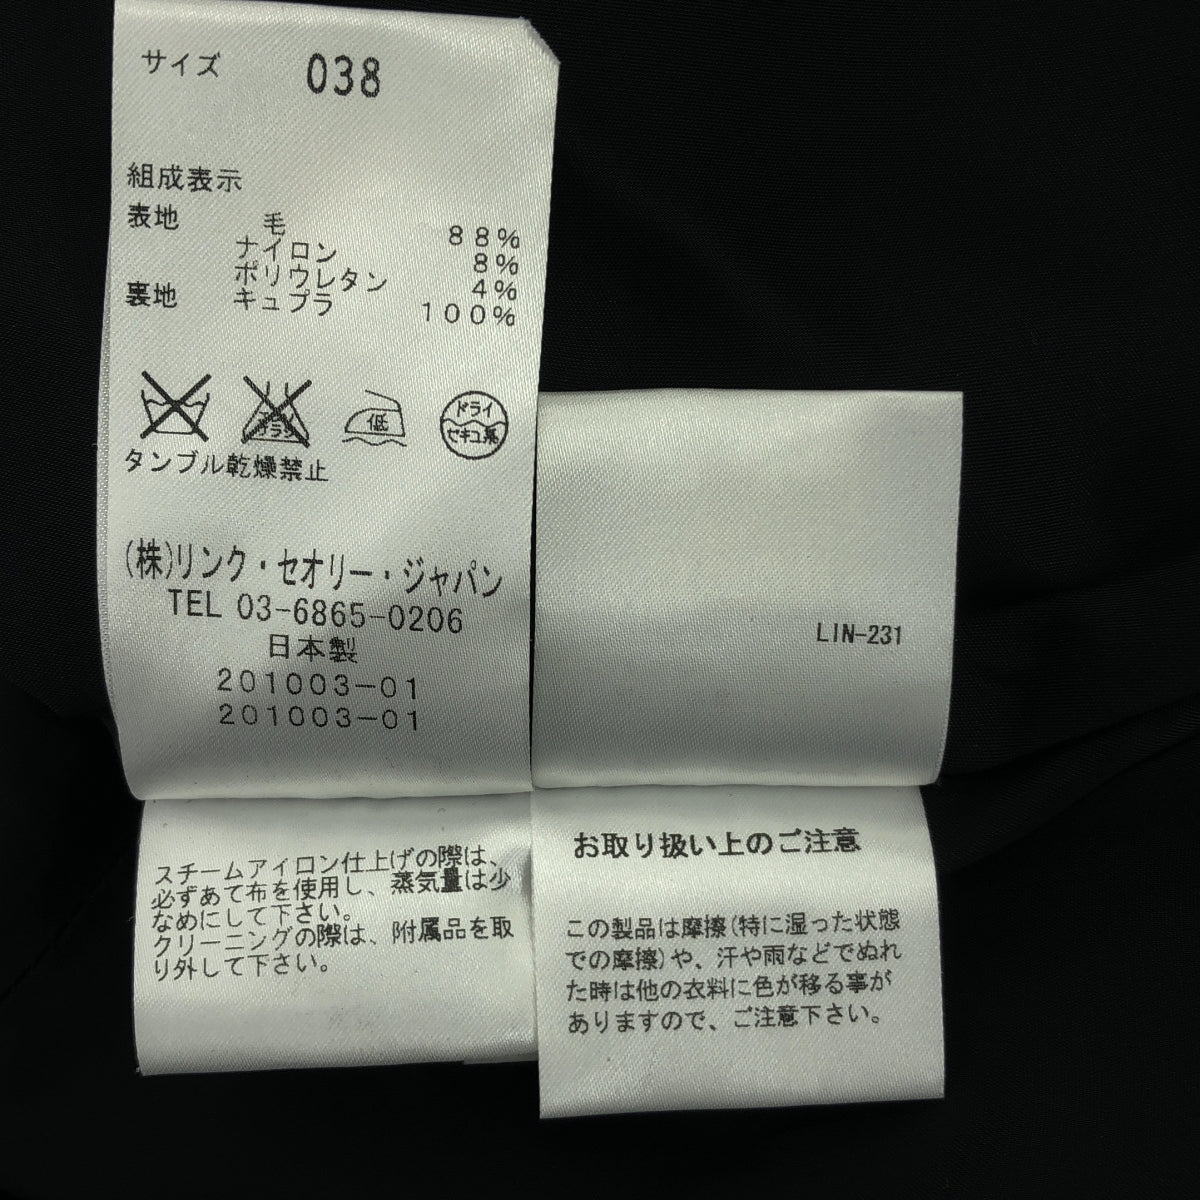 サイズ 038
組成表示
表地 毛 88%
ナイロン 8%
ポリウレタン 4%
裏地 キュプラ 100%
低
ドライ
セキユ系
タンブル乾燥禁止
(株)リンク・セオリー・ジャパン
TEL 03-6865-0206
日本製
201003-01
201003-01
LIN-231
スチームアイロン仕上げの際は、
必ずあて布を使用し、蒸気量は少
なめにして下さい。
クリーニングの際は、附属品を取
り外して下さい。
お取り扱い上のご注意
この製品は摩擦(特に湿った状態
での摩擦)や、汗や雨などでぬれ
た時は他の衣料に色が移る事が
ありますので、ご注意下さい。